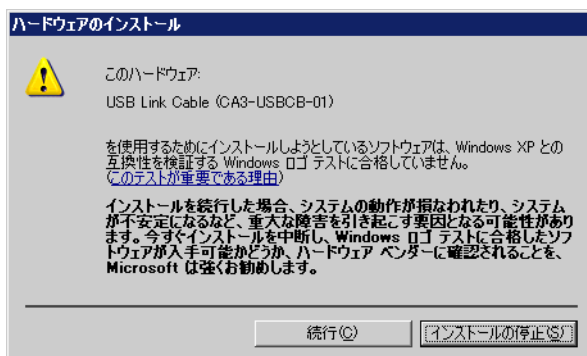 ハードウェアのインストール
このハードウェア:
USB Link Cable (CA3-USBCB-01)
を使用するためにインストールしようとしているソフトウェアは、Windows XP との
互換性を検証する Windows ロゴ テストに合格していません。
(このテストが重要である理由)
インストールを続行した場合、システムの動作が損なわれたり、システム
が不安定になるなど、重大な障害を引き起こす要因となる可能性があり
ます。今すぐインストールを中断し、Windows ロゴ テストに合格したソフ
トウェアが入手可能かどうか、ハードウェア ベンダーに確認されることを、
Microsoft は強くお勧めします。
続行(C)
インストールの停止(S)